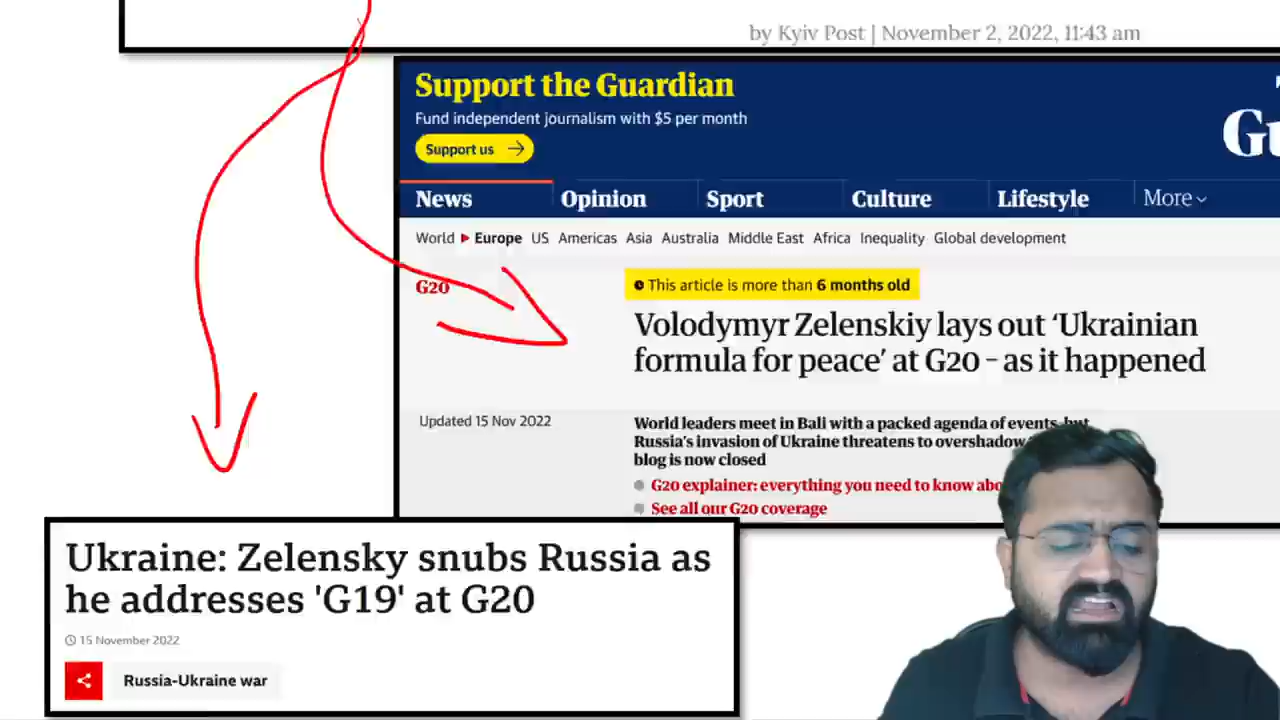 by Kyiv Post | November 2, 2022, 11:43 am
Support the Guardian
Fund independent journalism with $5 per month
Support us
News Opinion Sport Culture Lifestyle More
World Europe US Americas Asia Australia Middle East Africa Inequality Global development
G20
This article is more than 6 months old
Volodymyr Zelenskiy lays out ‘Ukrainian
formula for peace’ at G20 – as it happened
Updated 15 Nov 2022
World leaders meet in Bali with a packed agenda of events, but
Russia’s invasion of Ukraine threatens to overshadow
blog is now closed
G20 explainer: everything you need to know
See all our G20 coverage
Ukraine: Zelensky snubs Russia as
he addresses 'G19' at G20
15 November 2022
Russia-Ukraine war